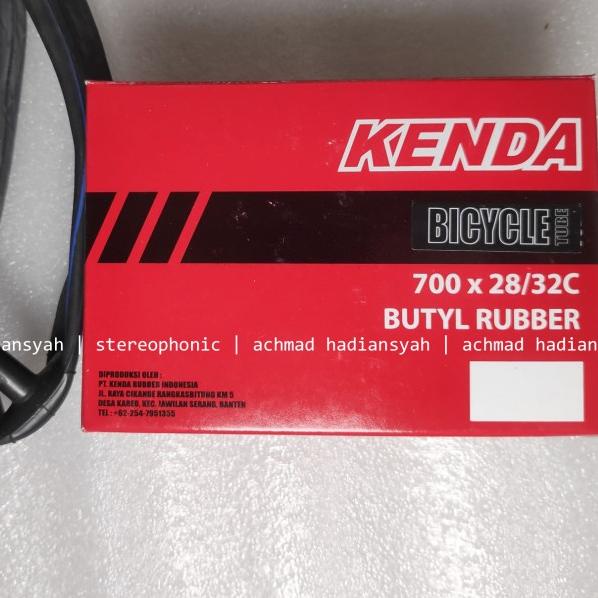 KENDA
BICYCLE TUBE
700 x 28/32C
BUTYL RUBBER
ansyah | stereophonic | achmad hadiansyah | achmad hadian
DIPRODUKSI OLEH :
PT. KENDA RUBBER INDONESIA
JL. RAYA CIKANDE RANGKASBITUNG KM 5
DESA KAREO, KEC. JAWILAN SERANG, BANTEN
TEL : +62-254-7951355